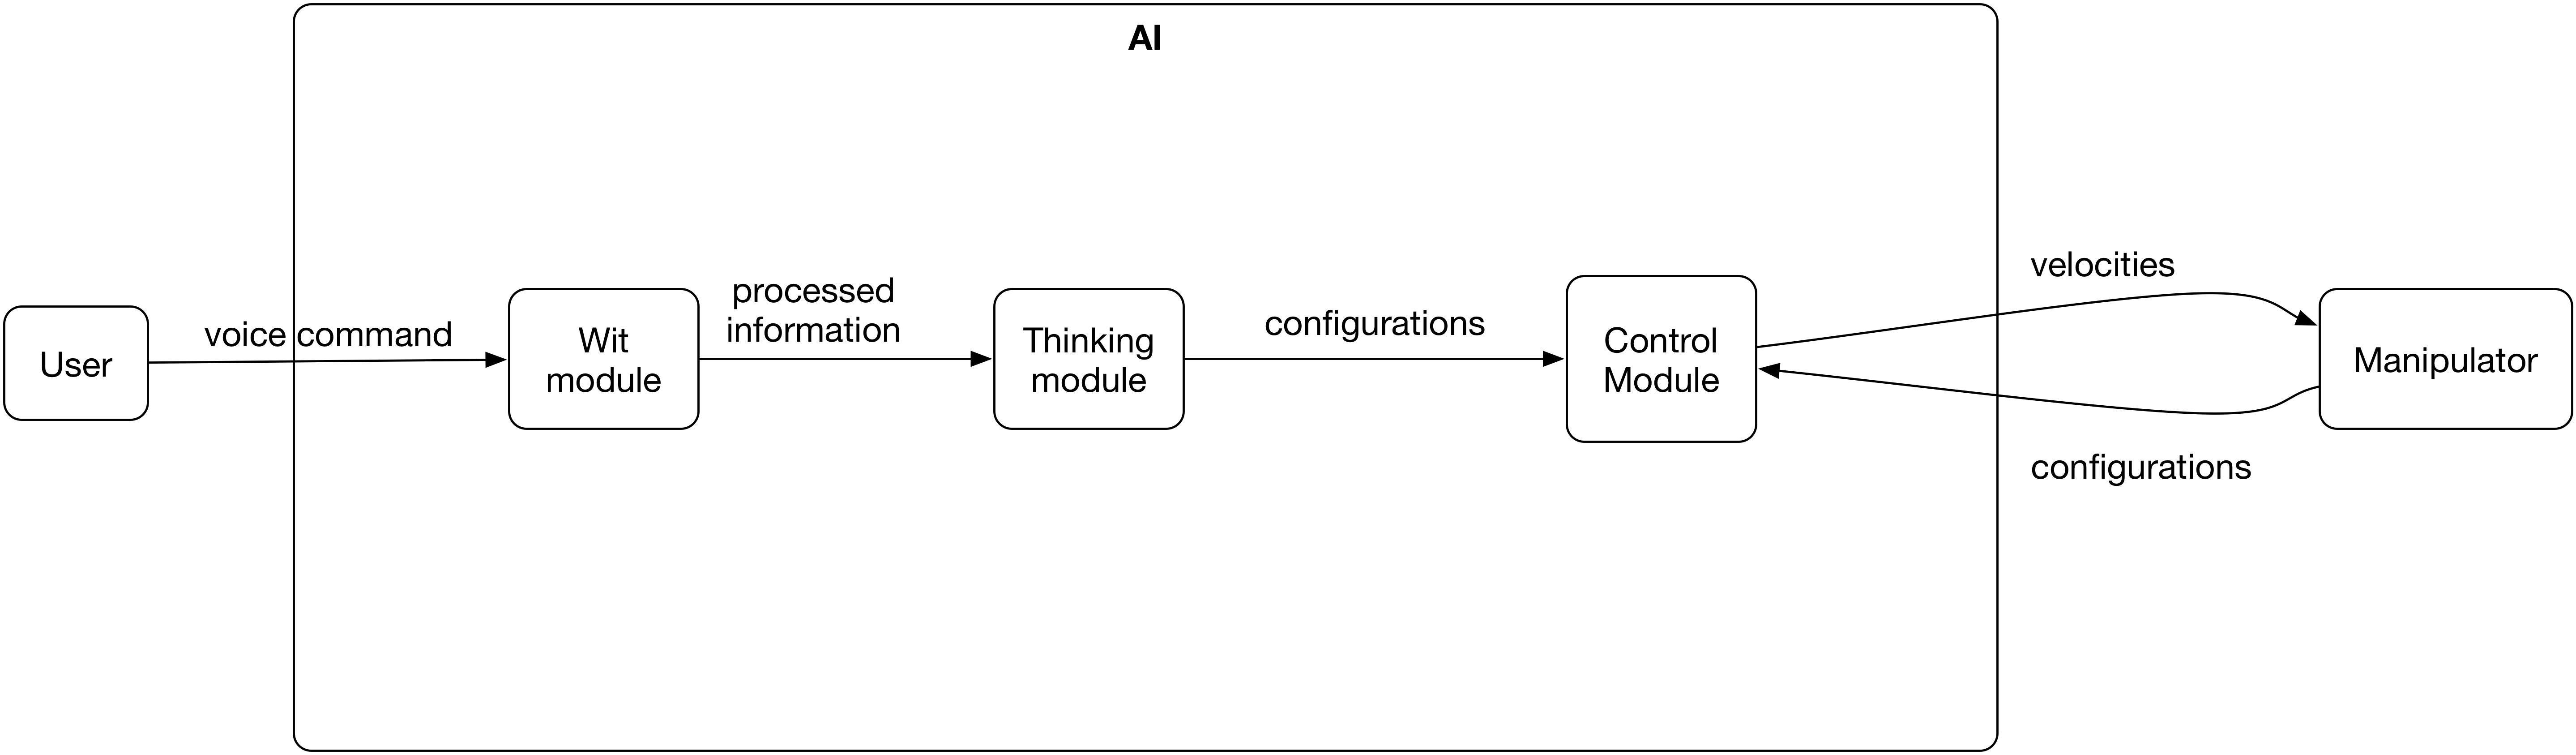 AI
User
voice command
Wit
module
processed
information
Thinking
module
configurations
Control
Module
velocities
configurations
Manipulator